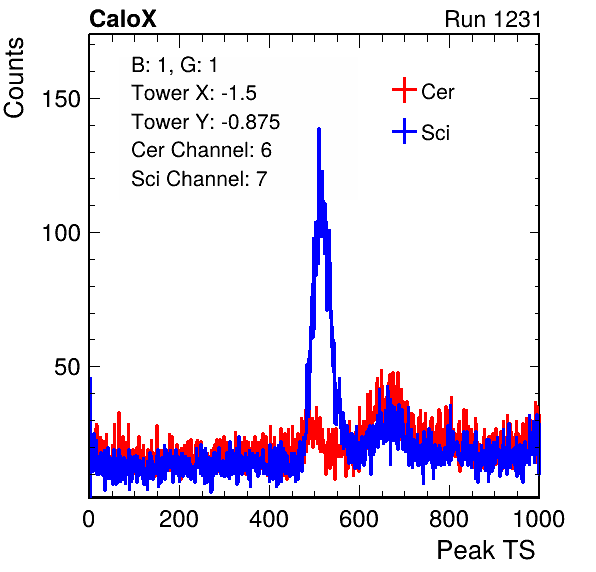 CaloX Run 1231
B: 1, G: 1
Tower X: -1.5
Tower Y: -0.875
Cer Channel: 6
Sci Channel: 7
Cer
Sci
Counts
150
100
50
0 200 400 600 800 1000
Peak TS